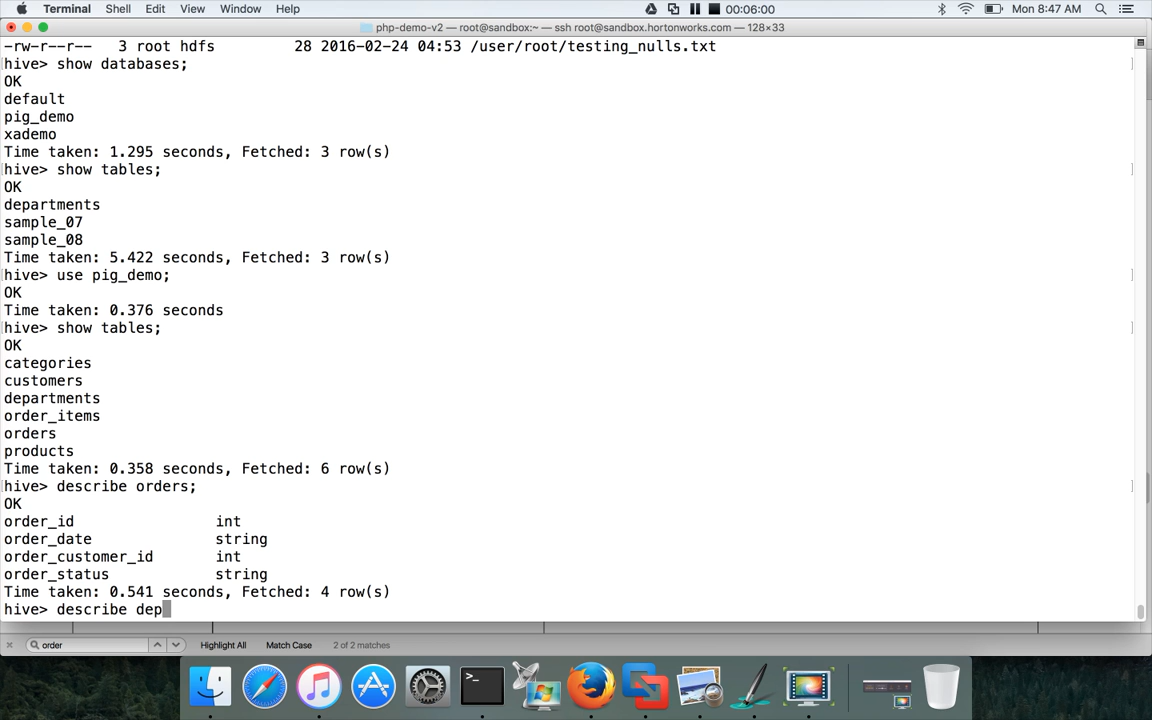 Terminal Shell Edit View Window Help 00:06:00 Mon 8:47 AM
php-demo-v2 — root@sandbox:~ — ssh root@sandbox.hortonworks.com — 128×33
-rw-r--r-- 3 root hdfs 28 2016-02-24 04:53 /user/root/testing_nulls.txt
hive> show databases;
OK
default
pig_demo
xademo
Time taken: 1.295 seconds, Fetched: 3 row(s)
hive> show tables;
OK
departments
sample_07
sample_08
Time taken: 5.422 seconds, Fetched: 3 row(s)
hive> use pig_demo;
OK
Time taken: 0.376 seconds
hive> show tables;
OK
categories
customers
departments
order_items
orders
products
Time taken: 0.358 seconds, Fetched: 6 row(s)
hive> describe orders;
OK
order_id int
order_date string
order_customer_id int
order_status string
Time taken: 0.541 seconds, Fetched: 4 row(s)
hive> describe dep
order Highlight All Match Case 2 of 2 matches